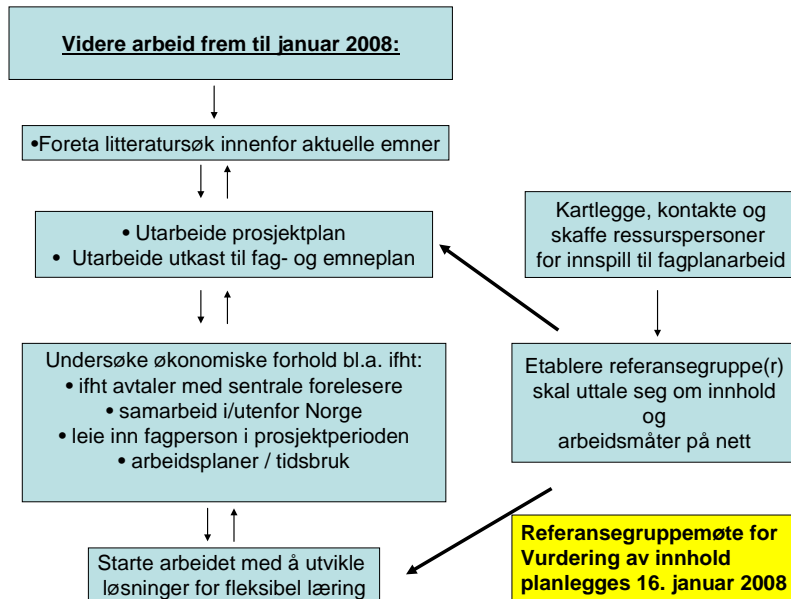 Videre arbeid frem til januar 2008:
•Foreta litteratursøk innenfor aktuelle emner
• Utarbeide prosjektplan
• Utarbeide utkast til fag- og emneplan
Undersøke økonomiske forhold bl.a. ifht:
• ifht avtaler med sentrale forelesere
• samarbeid i/utenfor Norge
• leie inn fagperson i prosjektperioden
• arbeidsplaner / tidsbruk
Starte arbeidet med å utvikle
løsninger for fleksibel læring
Kartlegge, kontakte og
skaffe ressurspersoner
for innspill til fagplanarbeid
Etablere referansegruppe(r)
skal uttale seg om innhold
og
arbeidsmåter på nett
Referansegruppemøte for
Vurdering av innhold
planlegges 16. januar 2008